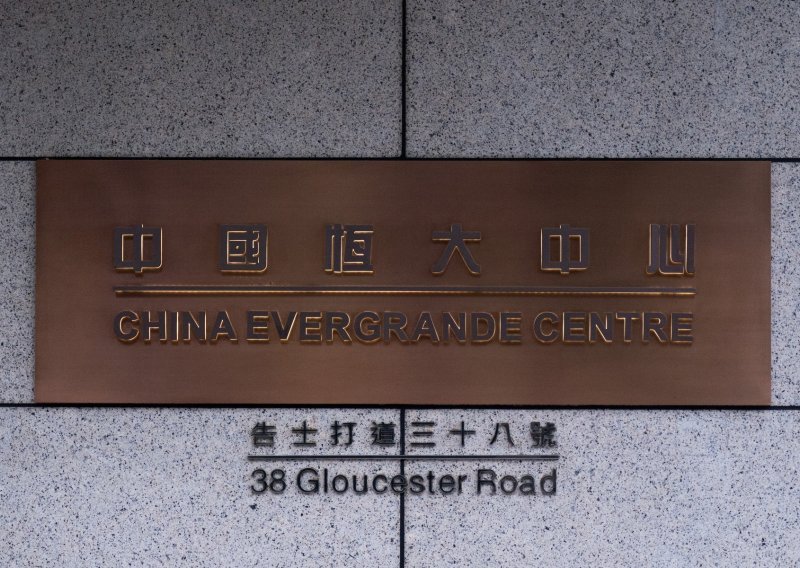 中國恆大中心
CHINA EVERGRANDE CENTRE
告士打道三十八號
38 Gloucester Road